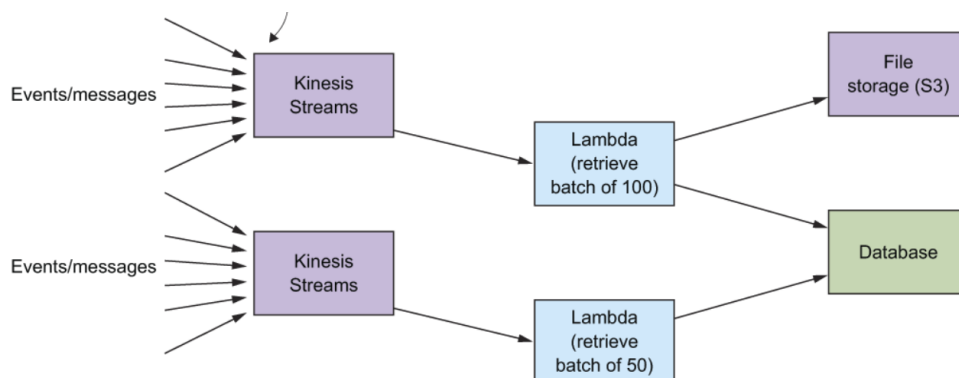 Events/messages
Kinesis
Streams
File
storage (S3)
Lambda
(retrieve
batch of 100)
Events/messages
Kinesis
Streams
Database
Lambda
(retrieve
batch of 50)